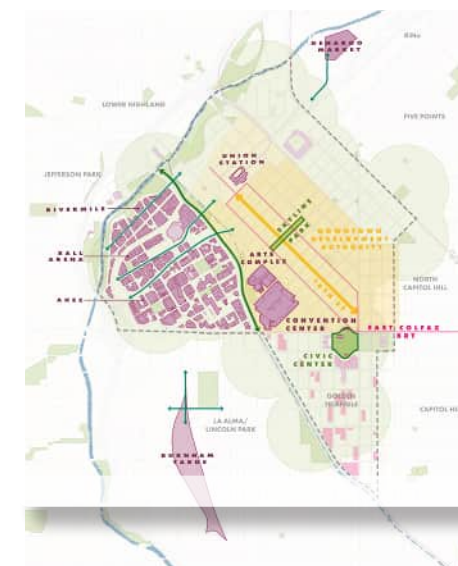 DENARGO
MARKET
RINO
LOWER HIGHLAND
FIVE POINTS
UNION
STATION
JEFFERSON PARK
RIVERMILE
SKYLINE
PARK
DOWNTOWN
DEVELOPMENT
AUTHORITY
BALL
ARENA
ARTS
COMPLEX
NORTH
CAPITOL HILL
AHEC
CONVENTION
CENTER
EAST COLFAX
BRT
CIVIC
CENTER
GOLDEN
TRIANGLE
CAPITOL HILL
LA ALMA/
LINCOLN PARK
BURNHAM
YARDS